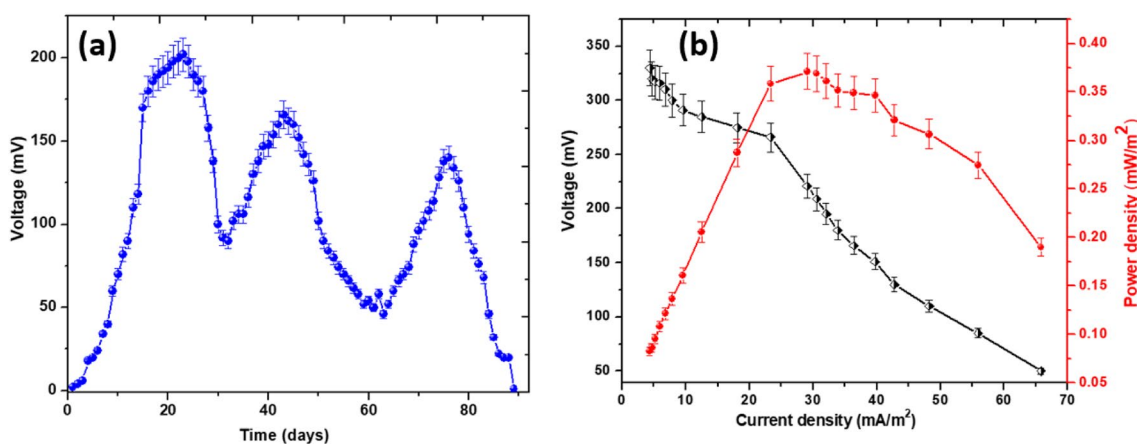 (a)
Voltage (mV)
200
150
100
50
0
0 20 40 60 80
Time (days)
(b)
Voltage (mV)
350
300
250
200
150
100
50
0 10 20 30 40 50 60 70
Current density (mA/m²)
0.40
0.35
0.30
0.25
0.20
0.15
0.10
0.05
Power density (mW/m²)